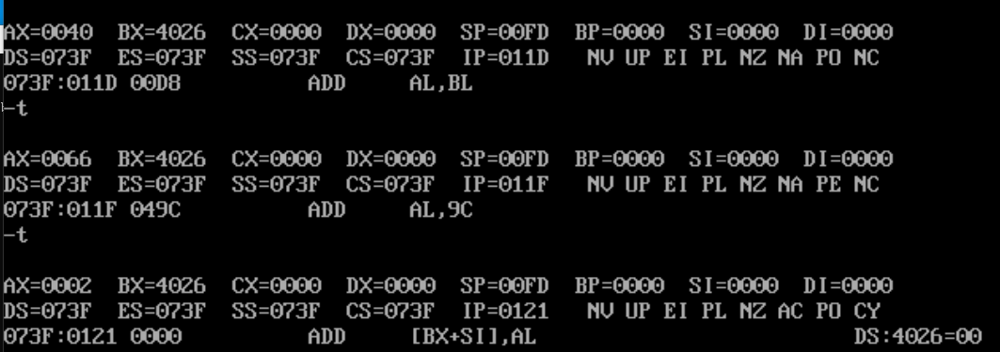 AX=0040 BX=4026 CX=0000 DX=0000 SP=00FD BP=0000 SI=0000 DI=0000
DS=073F ES=073F SS=073F CS=073F IP=011D NV UP EI PL NZ NA PO NC
073F:011D 00D8 ADD AL,BL
-t
AX=0066 BX=4026 CX=0000 DX=0000 SP=00FD BP=0000 SI=0000 DI=0000
DS=073F ES=073F SS=073F CS=073F IP=011F NV UP EI PL NZ NA PE NC
073F:011F 049C ADD AL,9C
-t
AX=0002 BX=4026 CX=0000 DX=0000 SP=00FD BP=0000 SI=0000 DI=0000
DS=073F ES=073F SS=073F CS=073F IP=0121 NV UP EI PL NZ AC PO CY
073F:0121 0000 ADD [BX+SI],AL DS:4026=00